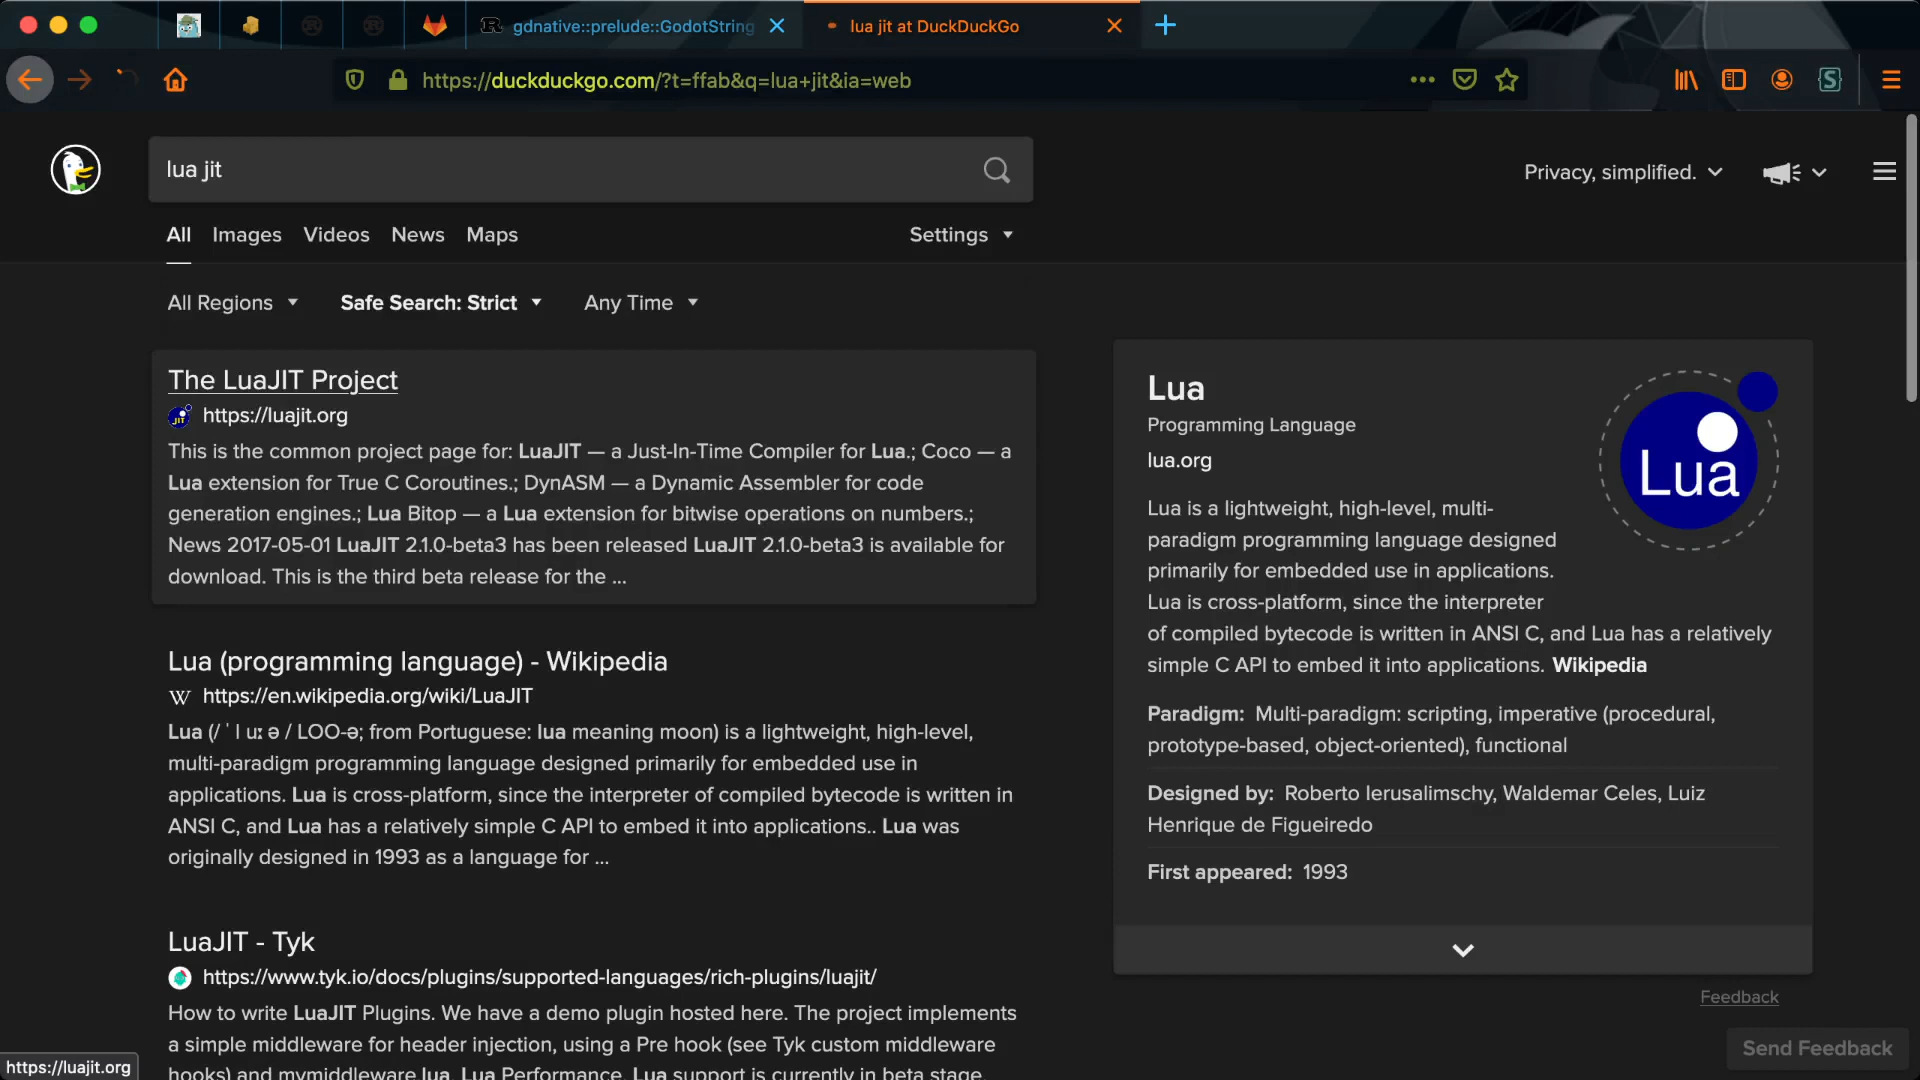 gdnative::prelude::GodotString
lua jit at DuckDuckGo
https://duckduckgo.com/?t=ffab&q=lua+jit&ia=web
lua jit
Privacy, simplified.
All Images Videos News Maps Settings
All Regions Safe Search: Strict Any Time
The LuaJIT Project
https://luajit.org
This is the common project page for: LuaJIT — a Just-In-Time Compiler for Lua.; Coco — a
Lua extension for True C Coroutines.; DynASM — a Dynamic Assembler for code
generation engines.; Lua Bitop — a Lua extension for bitwise operations on numbers.;
News 2017-05-01 LuaJIT 2.1.0-beta3 has been released LuaJIT 2.1.0-beta3 is available for
download. This is the third beta release for the ...
Lua (programming language) - Wikipedia
W https://en.wikipedia.org/wiki/LuaJIT
Lua (/ ˈ l uː ə / LOO-ə; from Portuguese: lua meaning moon) is a lightweight, high-level,
multi-paradigm programming language designed primarily for embedded use in
applications. Lua is cross-platform, since the interpreter of compiled bytecode is written in
ANSI C, and Lua has a relatively simple C API to embed it into applications.. Lua was
originally designed in 1993 as a language for ...
LuaJIT - Tyk
https://www.tyk.io/docs/plugins/supported-languages/rich-plugins/luajit/
How to write LuaJIT Plugins. We have a demo plugin hosted here. The project implements
a simple middleware for header injection, using a Pre hook (see Tyk custom middleware
hooks) and mymiddleware.lua. Lua Performance. Lua support is currently in beta stage.
Lua
Programming Language
lua.org
Lua
Lua is a lightweight, high-level, multi-
paradigm programming language designed
primarily for embedded use in applications.
Lua is cross-platform, since the interpreter
of compiled bytecode is written in ANSI C, and Lua has a relatively
simple C API to embed it into applications. Wikipedia
Paradigm: Multi-paradigm: scripting, imperative (procedural,
prototype-based, object-oriented), functional
Designed by: Roberto Ierusalimschy, Waldemar Celes, Luiz
Henrique de Figueiredo
First appeared: 1993
Feedback
Send Feedback
https://luajit.org